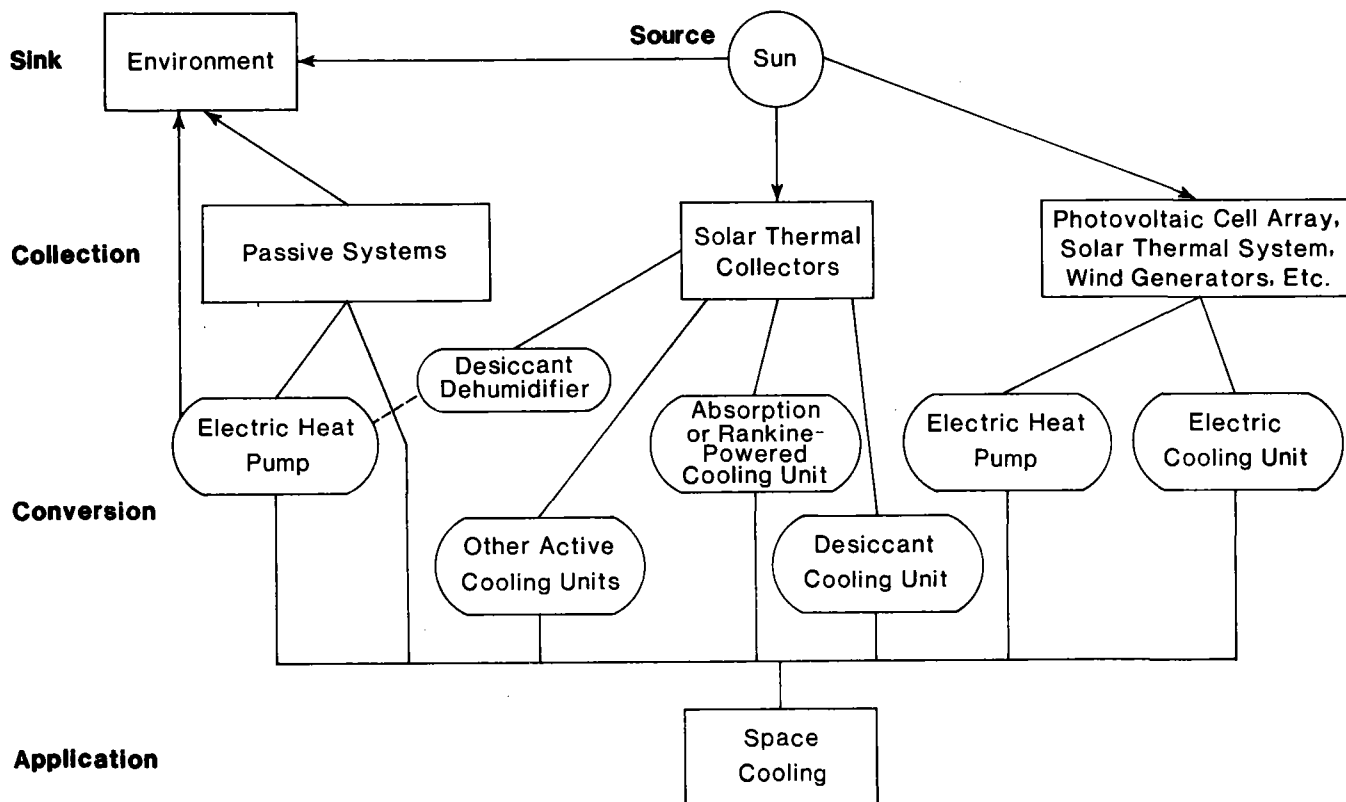 Sink
Environment
Source
Sun
Collection
Passive Systems
Solar Thermal
Collectors
Photovoltaic Cell Array,
Solar Thermal System,
Wind Generators, Etc.
Desiccant
Dehumidifier
Electric Heat
Pump
Absorption
or Rankine-
Powered
Cooling Unit
Electric Heat
Pump
Electric
Cooling Unit
Conversion
Other Active
Cooling Units
Desiccant
Cooling Unit
Application
Space
Cooling